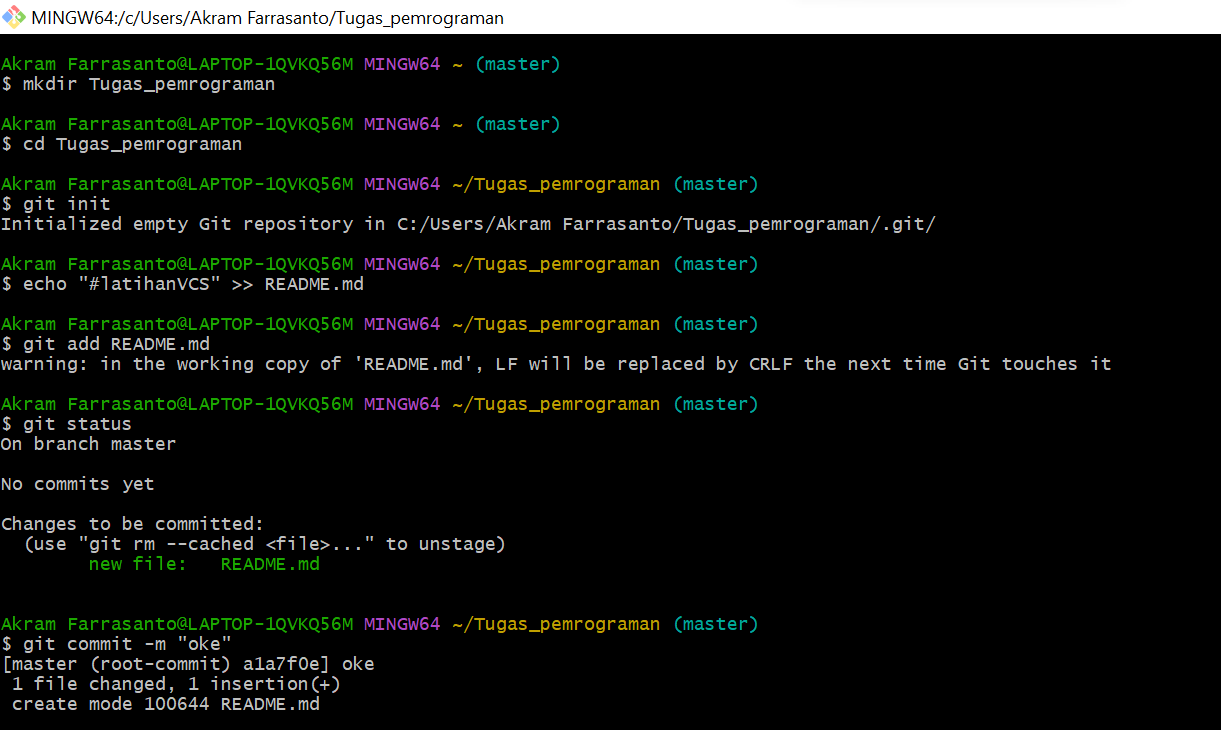 MINGW64:/c/Users/Akram Farrasanto/Tugas_pemrograman
Akram Farrasanto@LAPTOP-1QVKQ56M MINGW64 ~ (master)
$ mkdir Tugas_pemrograman
Akram Farrasanto@LAPTOP-1QVKQ56M MINGW64 ~ (master)
$ cd Tugas_pemrograman
Akram Farrasanto@LAPTOP-1QVKQ56M MINGW64 ~/Tugas_pemrograman (master)
$ git init
Initialized empty Git repository in C:/Users/Akram Farrasanto/Tugas_pemrograman/.git/
Akram Farrasanto@LAPTOP-1QVKQ56M MINGW64 ~/Tugas_pemrograman (master)
$ echo "#latihanVCS" >> README.md
Akram Farrasanto@LAPTOP-1QVKQ56M MINGW64 ~/Tugas_pemrograman (master)
$ git add README.md
warning: in the working copy of 'README.md', LF will be replaced by CRLF the next time Git touches it
Akram Farrasanto@LAPTOP-1QVKQ56M MINGW64 ~/Tugas_pemrograman (master)
$ git status
On branch master
No commits yet
Changes to be committed:
  (use "git rm --cached <file>..." to unstage)
        new file:   README.md
Akram Farrasanto@LAPTOP-1QVKQ56M MINGW64 ~/Tugas_pemrograman (master)
$ git commit -m "oke"
[master (root-commit) a1a7f0e] oke
 1 file changed, 1 insertion(+)
 create mode 100644 README.md